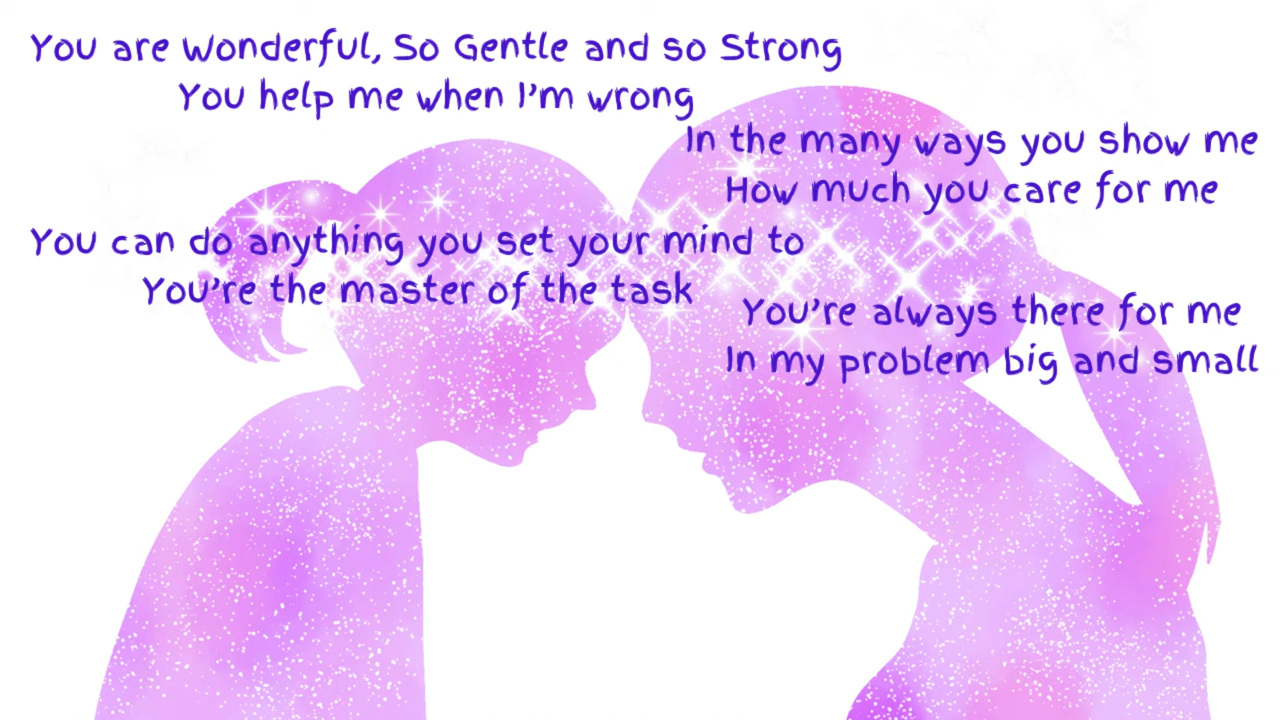 You are Wonderful, So Gentle and so Strong
You help me when I'm wrong
In the many ways you show me
How much you care for me
You can do anything you set your mind to
You're the master of the task
You're always there for me
In my problem big and small